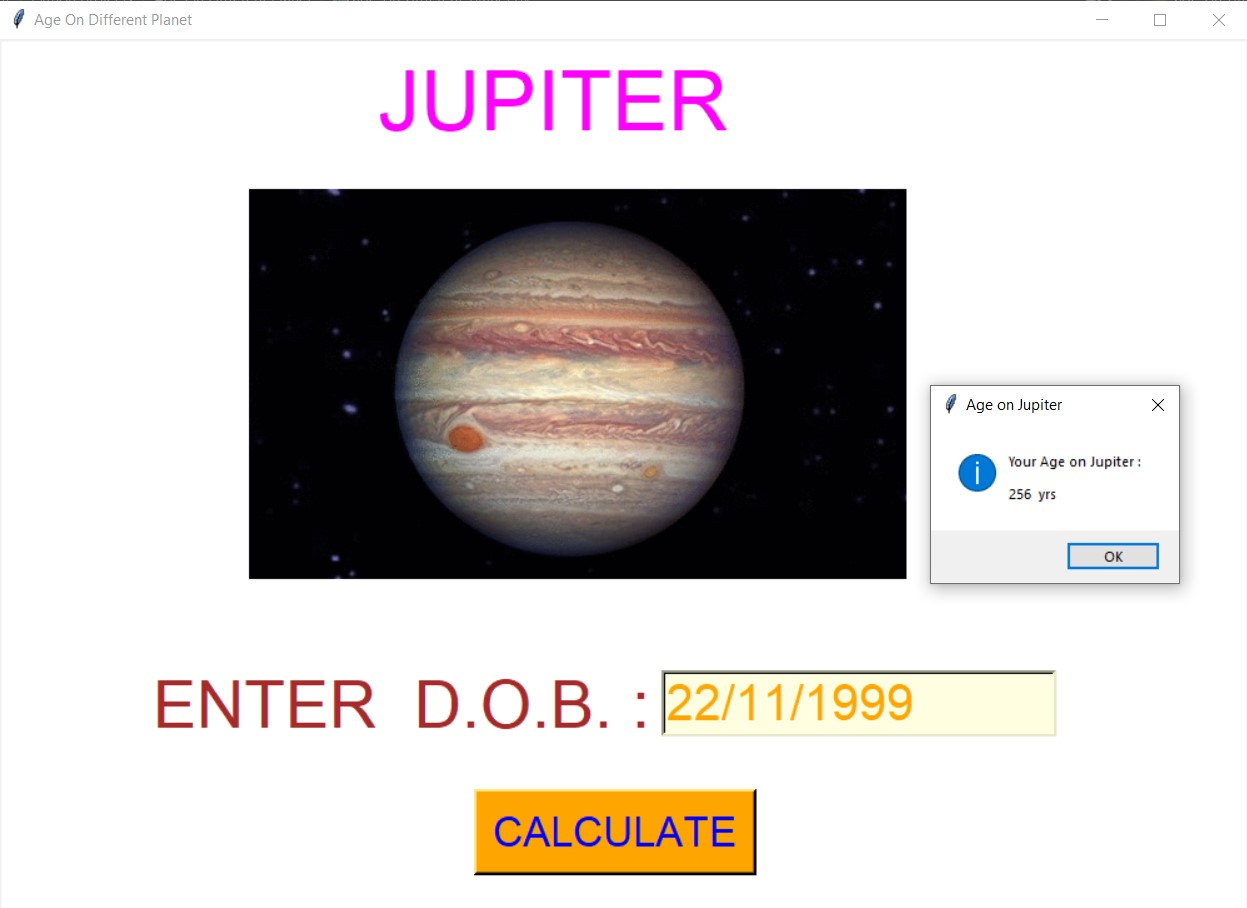 Age On Different Planet
JUPITER
Age on Jupiter
Your Age on Jupiter :
256 yrs
OK
ENTER D.O.B. : 22/11/1999
CALCULATE